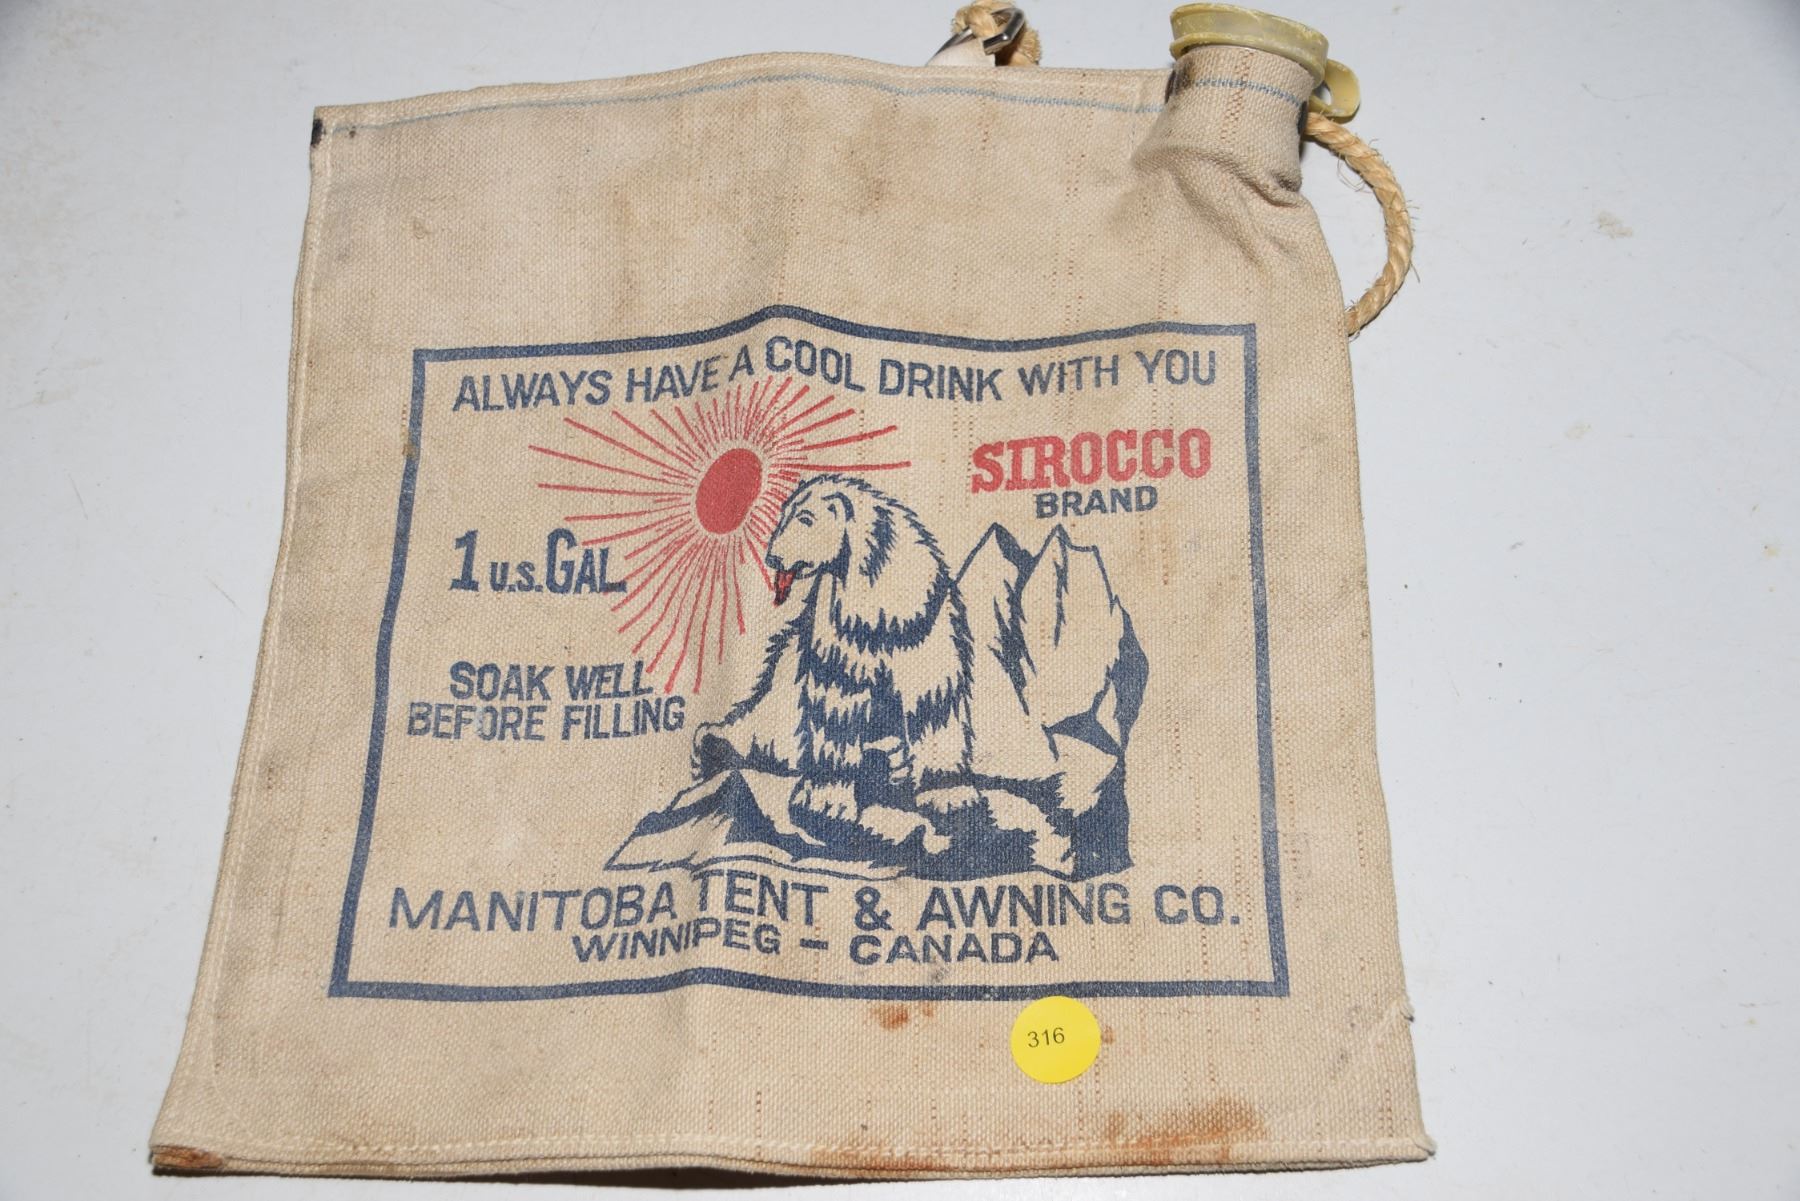 ALWAYS HAVE A COOL DRINK WITH YOU
SIROCCO
BRAND
1 U.S. GAL.
SOAK WELL
BEFORE FILLING
MANITOBA TENT & AWNING CO.
WINNIPEG - CANADA
316